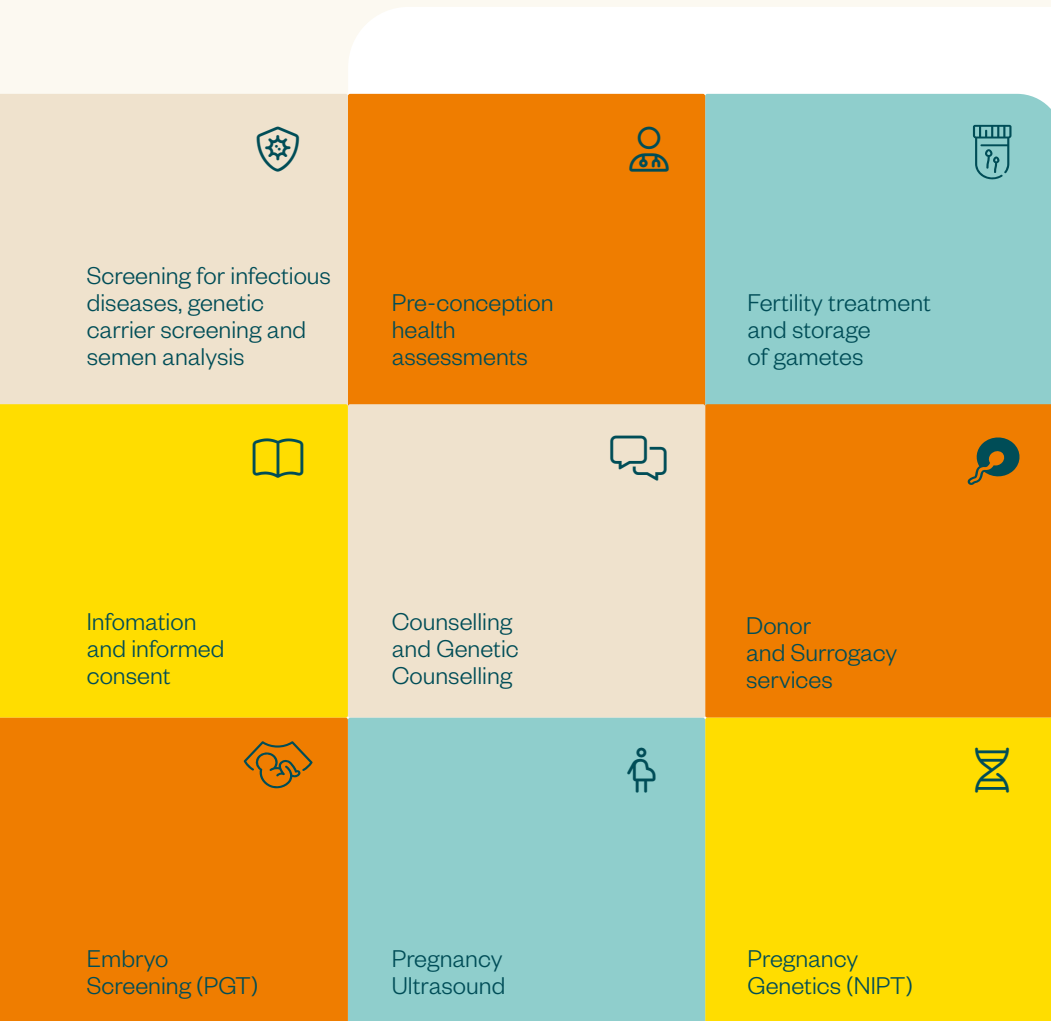 Screening for infectious
diseases, genetic
carrier screening and
semen analysis
Pre-conception
health
assessments
Fertility treatment
and storage
of gametes
Infomation
and informed
consent
Counselling
and Genetic
Counselling
Donor
and Surrogacy
services
Embryo
Screening (PGT)
Pregnancy
Ultrasound
Pregnancy
Genetics (NIPT)